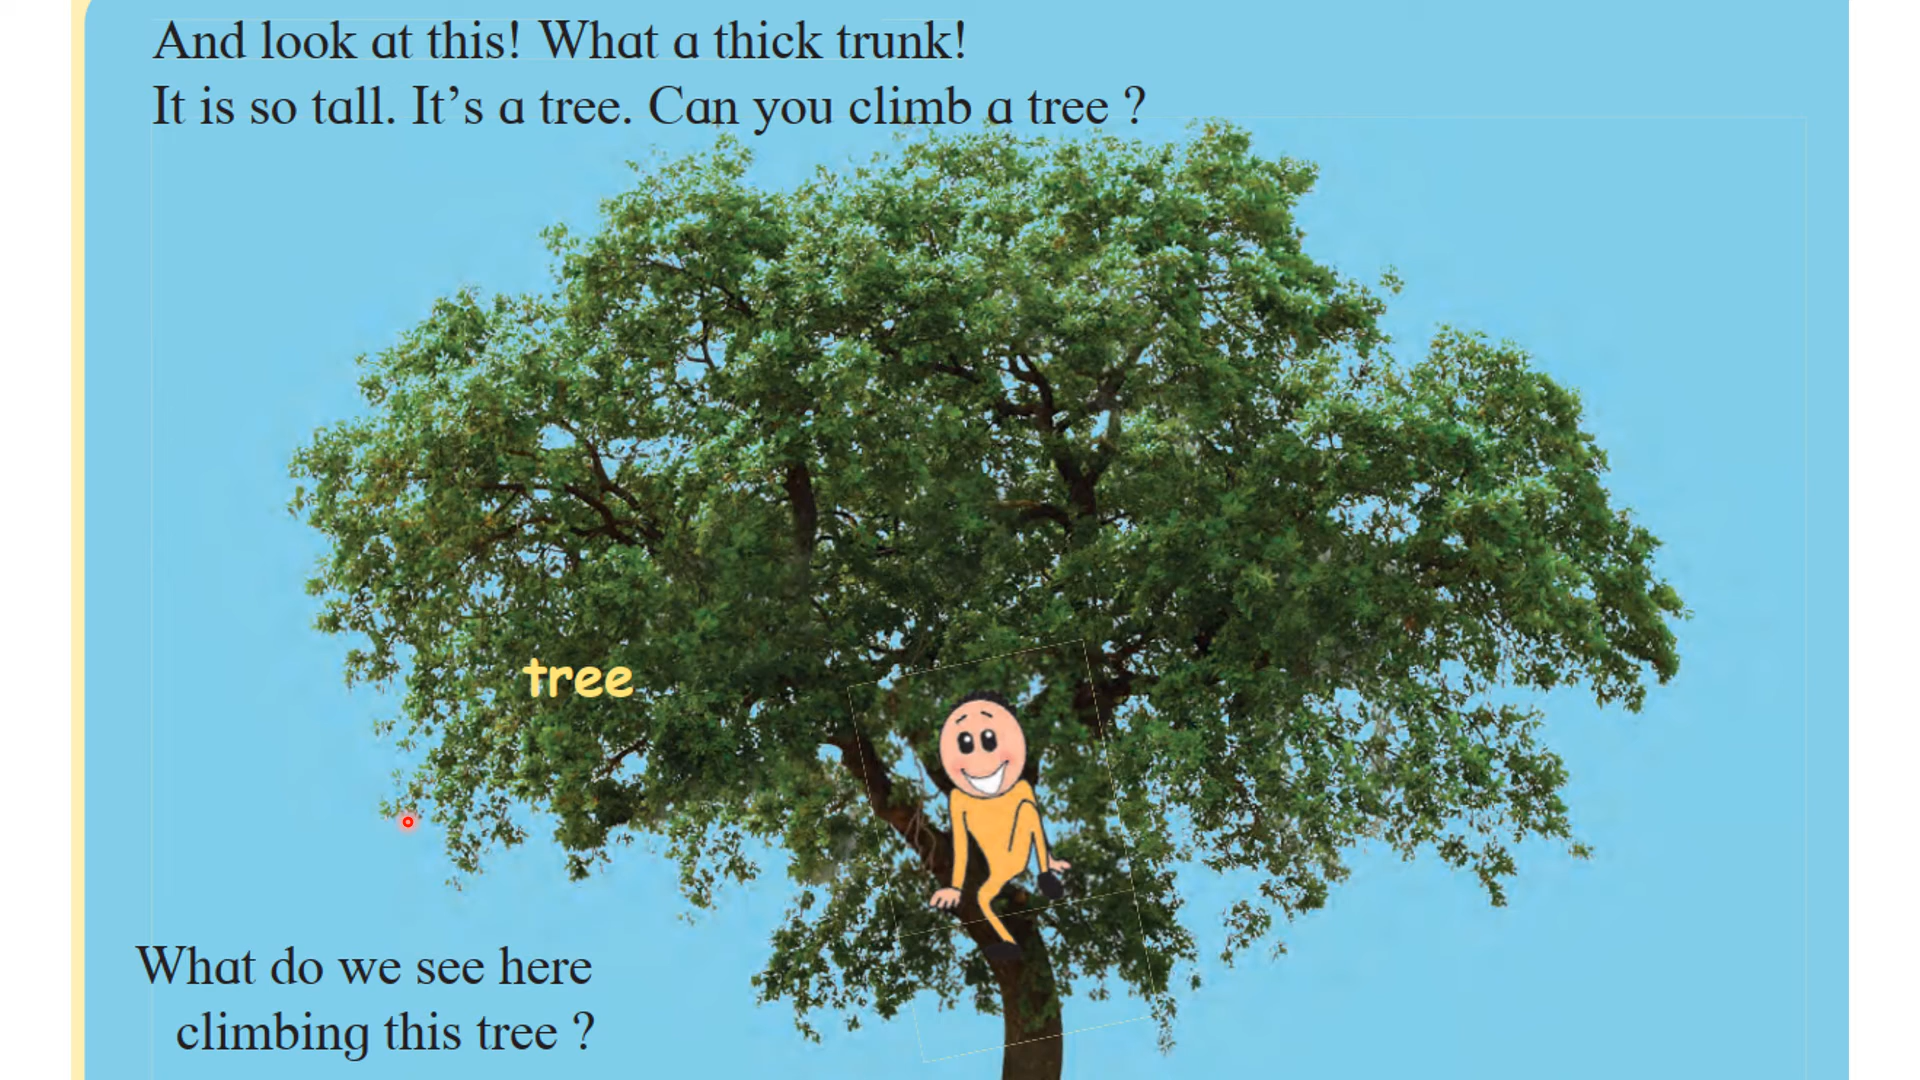 And look at this! What a thick trunk!
It is so tall. It’s a tree. Can you climb a tree ?
tree
What do we see here
climbing this tree ?